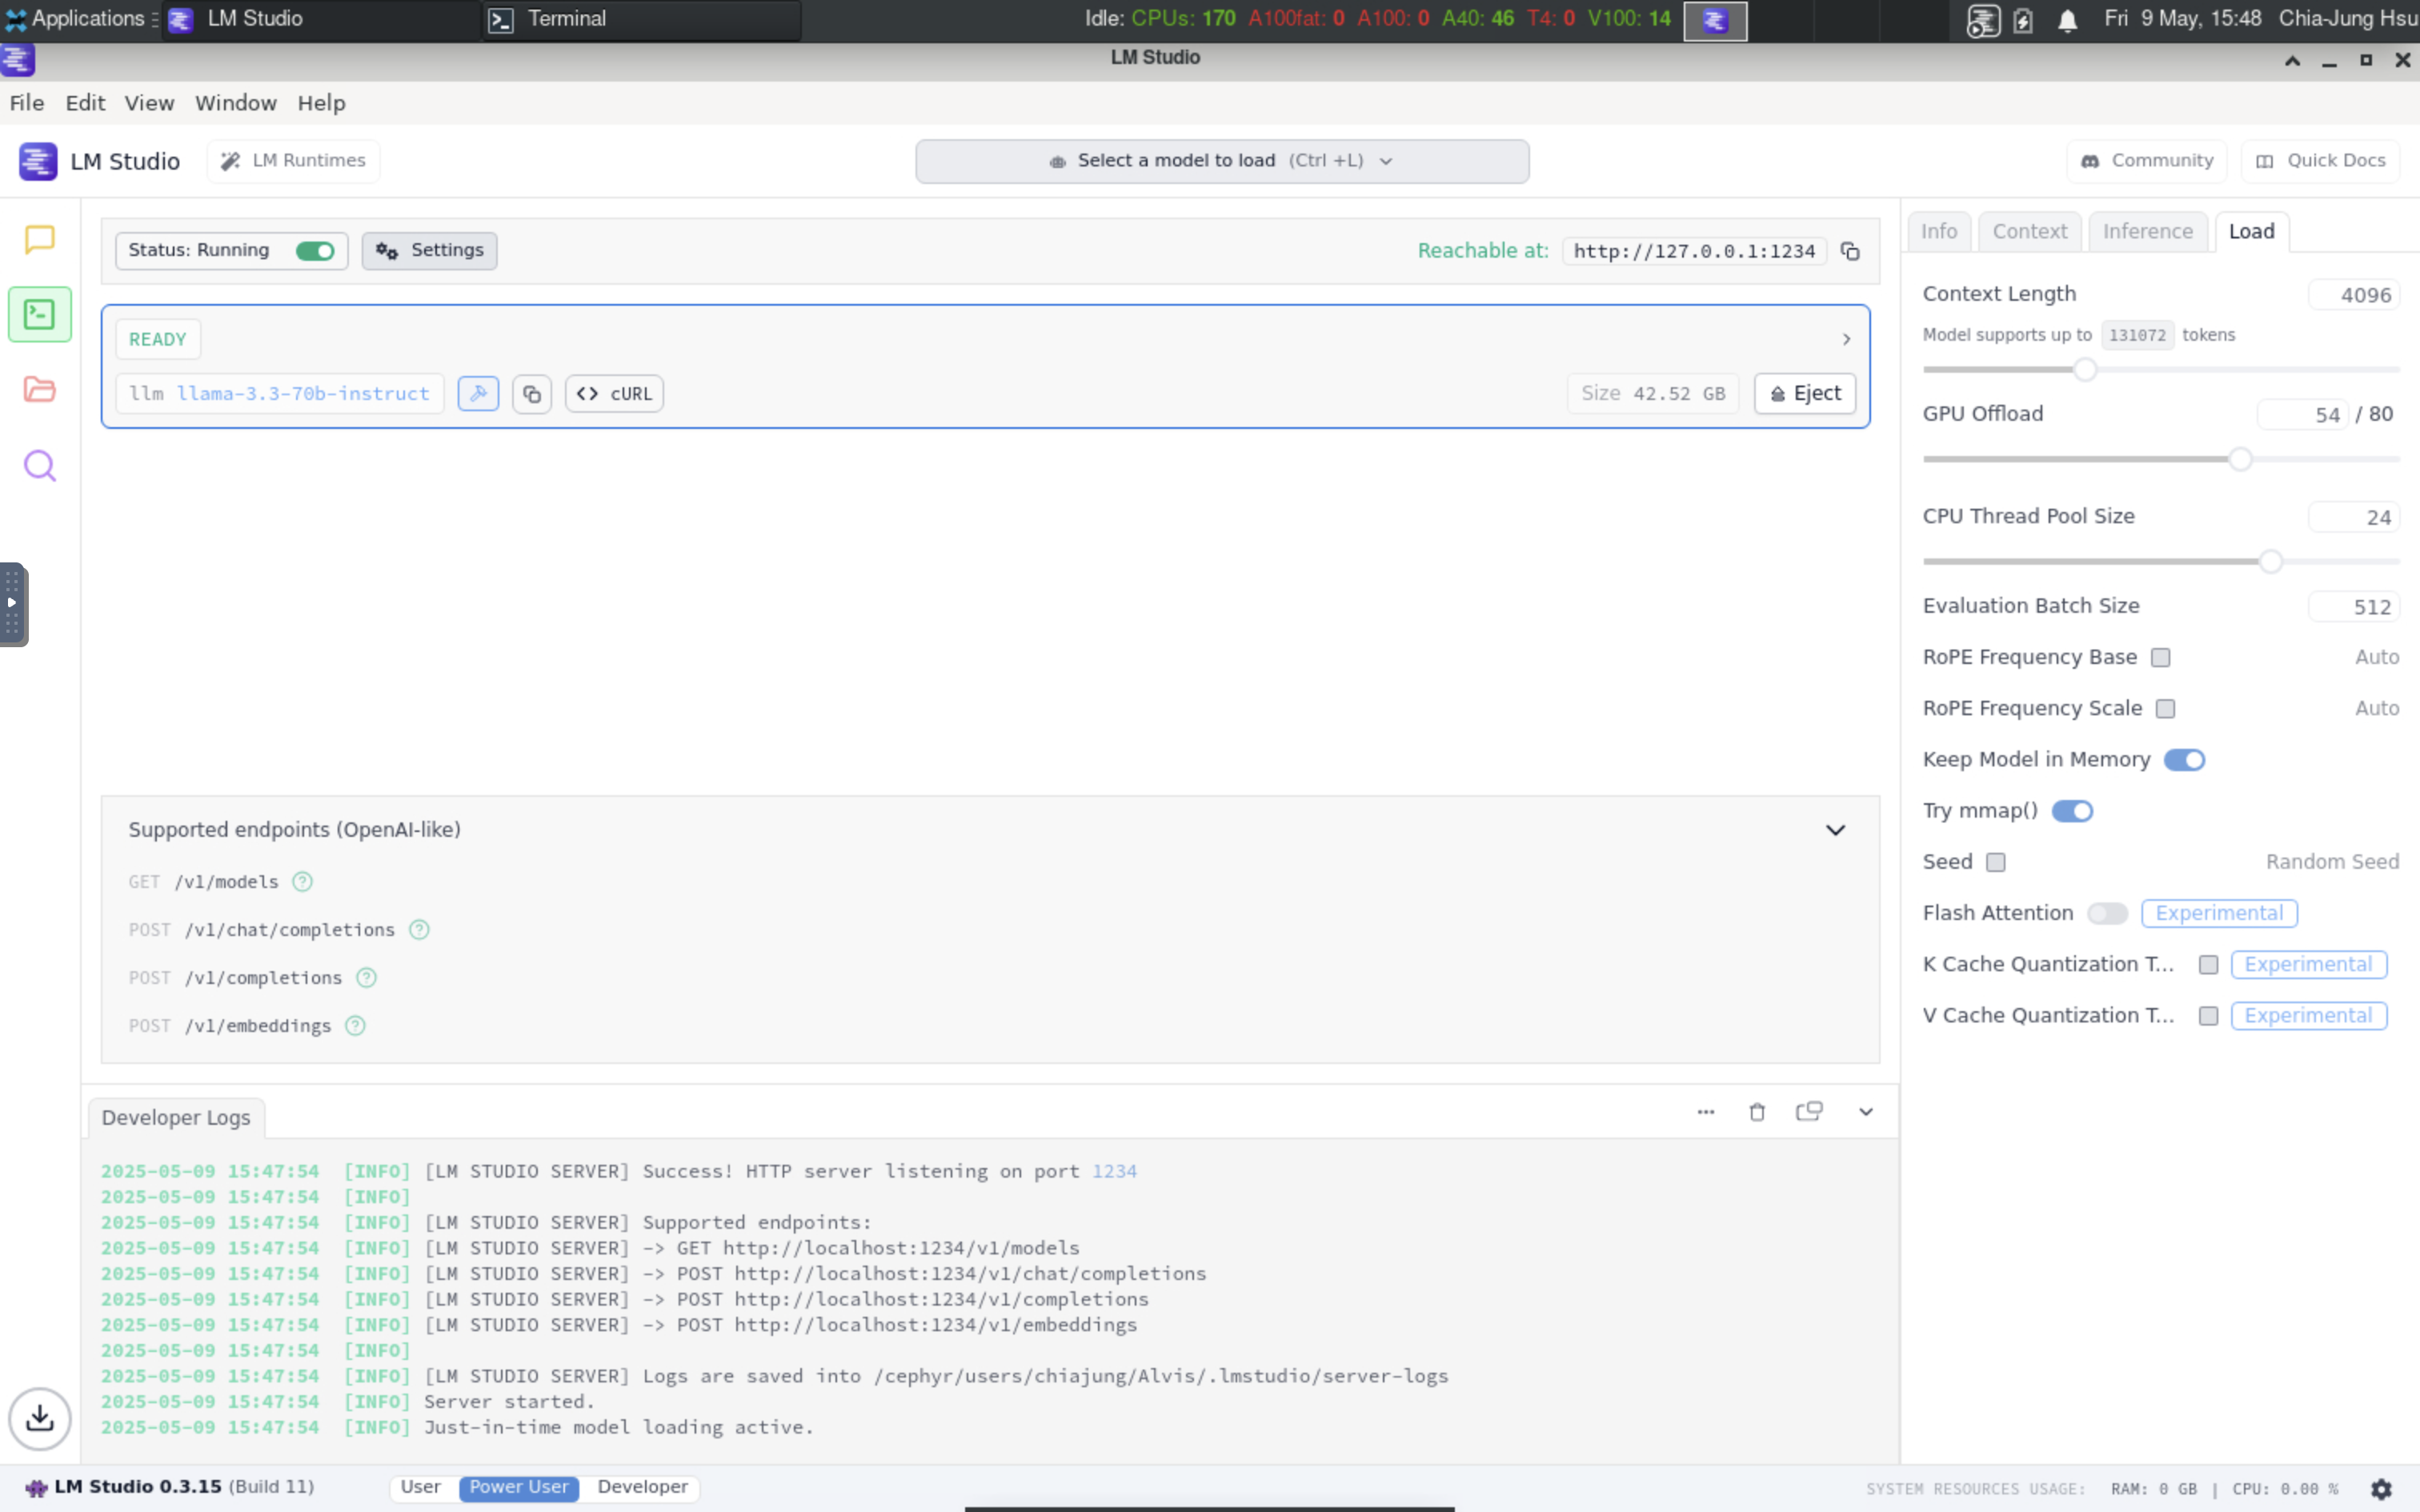 Applications LM Studio Terminal Idle: CPUs: 170 A100fat: 0 A100: 0 A40: 46 T4: 0 V100: 14 Fri 9 May, 15:48 Chia-Jung Hsu
LM Studio
File Edit View Window Help
LM Studio LM Runtimes Select a model to load (Ctrl +L) Community Quick Docs
Status: Running Settings Reachable at: http://127.0.0.1:1234
READY
llm llama-3.3-70b-instruct cURL Size 42.52 GB Eject
Supported endpoints (OpenAI-like)
GET /v1/models ?
POST /v1/chat/completions ?
POST /v1/completions ?
POST /v1/embeddings ?
Info Context Inference Load
Context Length 4096
Model supports up to 131072 tokens
GPU Offload 54 / 80
CPU Thread Pool Size 24
Evaluation Batch Size 512
RoPE Frequency Base Auto
RoPE Frequency Scale Auto
Keep Model in Memory
Try mmap()
Seed Random Seed
Flash Attention Experimental
K Cache Quantization T... Experimental
V Cache Quantization T... Experimental
Developer Logs
2025-05-09 15:47:54 [INFO] [LM STUDIO SERVER] Success! HTTP server listening on port 1234
2025-05-09 15:47:54 [INFO]
2025-05-09 15:47:54 [INFO] [LM STUDIO SERVER] Supported endpoints:
2025-05-09 15:47:54 [INFO] [LM STUDIO SERVER] -> GET http://localhost:1234/v1/models
2025-05-09 15:47:54 [INFO] [LM STUDIO SERVER] -> POST http://localhost:1234/v1/chat/completions
2025-05-09 15:47:54 [INFO] [LM STUDIO SERVER] -> POST http://localhost:1234/v1/completions
2025-05-09 15:47:54 [INFO] [LM STUDIO SERVER] -> POST http://localhost:1234/v1/embeddings
2025-05-09 15:47:54 [INFO]
2025-05-09 15:47:54 [INFO] [LM STUDIO SERVER] Logs are saved into /cephyr/users/chiajung/Alvis/.lmstudio/server-logs
2025-05-09 15:47:54 [INFO] Server started.
2025-05-09 15:47:54 [INFO] Just-in-time model loading active.
LM Studio 0.3.15 (Build 11) User Power User Developer SYSTEM RESOURCES USAGE: RAM: 0 GB | CPU: 0.00 %